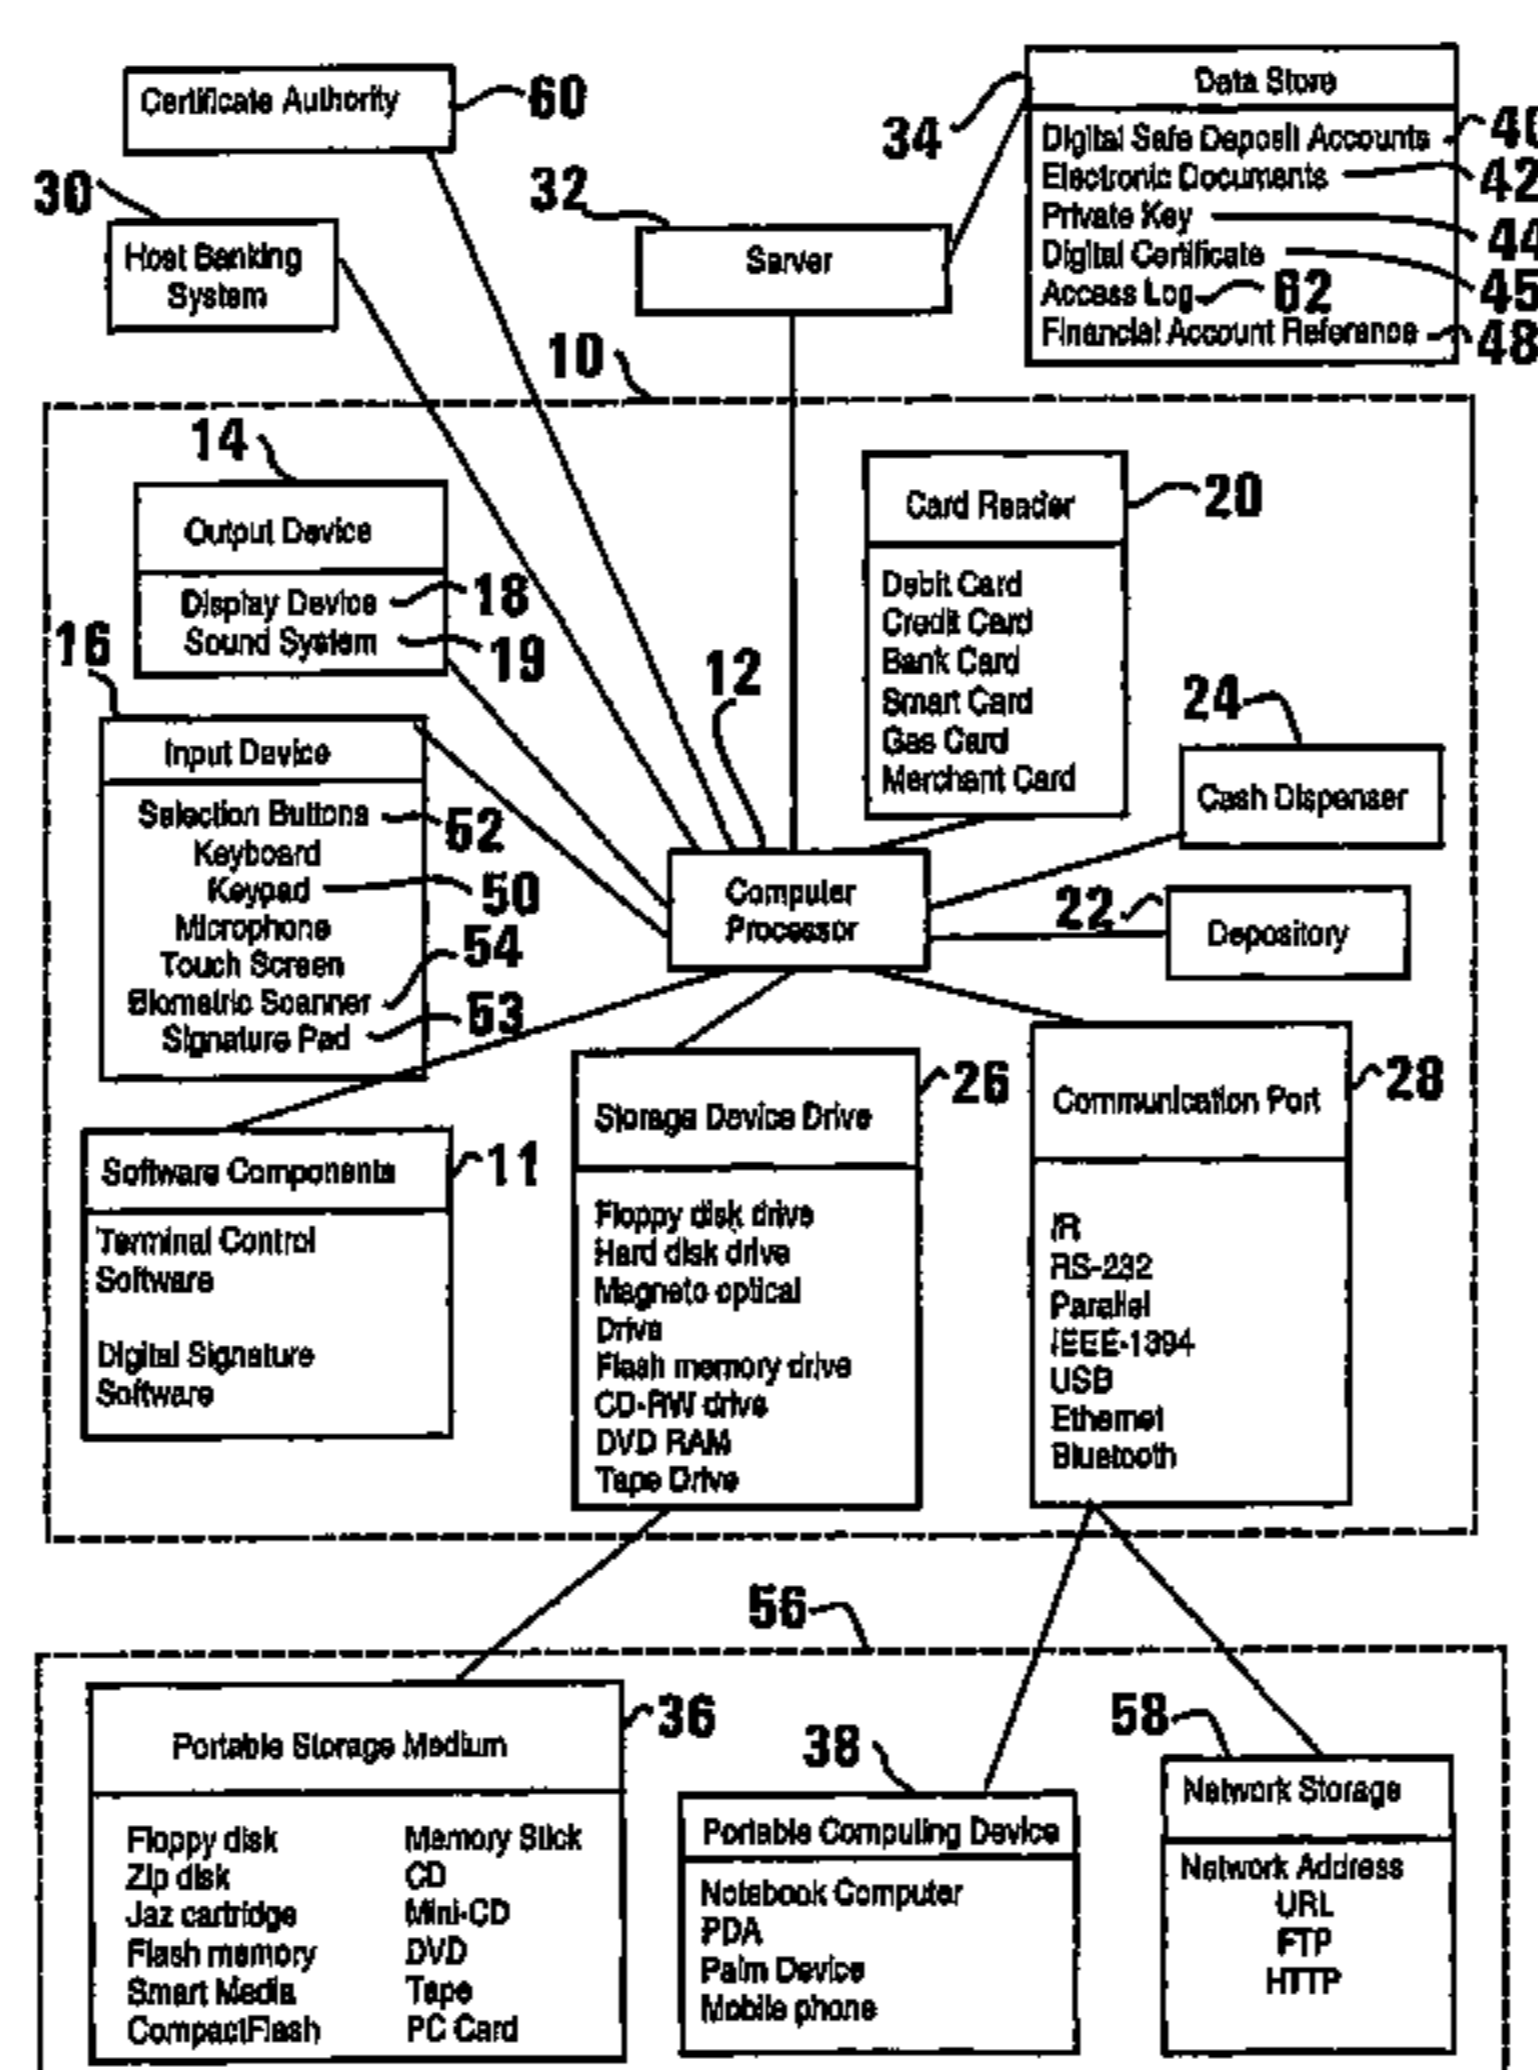 Certificate Authority
60
30
Host Banking
System
32
Server
34
Data Store
Digital Safe Deposit Accounts 40
Electronic Documents 42
Private Key 44
Digital Certificate 45
Access Log 62
Financial Account Reference 48
10
14
Output Device
Display Device 18
Sound System 19
16
Input Device
Selection Buttons 52
Keyboard
Keypad 50
Microphone
Touch Screen
Biometric Scanner 54
Signature Pad 53
12
Computer
Processor
Card Reader
20
Debit Card
Credit Card
Bank Card
Smart Card
Gas Card
Merchant Card
24
Cash Dispenser
22
Depository
Software Components
11
Terminal Control
Software
Digital Signature
Software
Storage Device Drive
26
Floppy disk drive
Hard disk drive
Magneto optical
Drive
Flash memory drive
CD-RW drive
DVD RAM
Tape Drive
Communication Port
28
IR
RS-232
Parallel
IEEE-1394
USB
Ethernet
Bluetooth
56
Portable Storage Medium
36
Floppy disk
Zip disk
Jaz cartridge
Flash memory
Smart Media
CompactFlash
Memory Stick
CD
Mini-CD
DVD
Tape
PC Card
38
Portable Computing Device
Notebook Computer
PDA
Palm Device
Mobile phone
58
Network Storage
Network Address
URL
FTP
HTTP